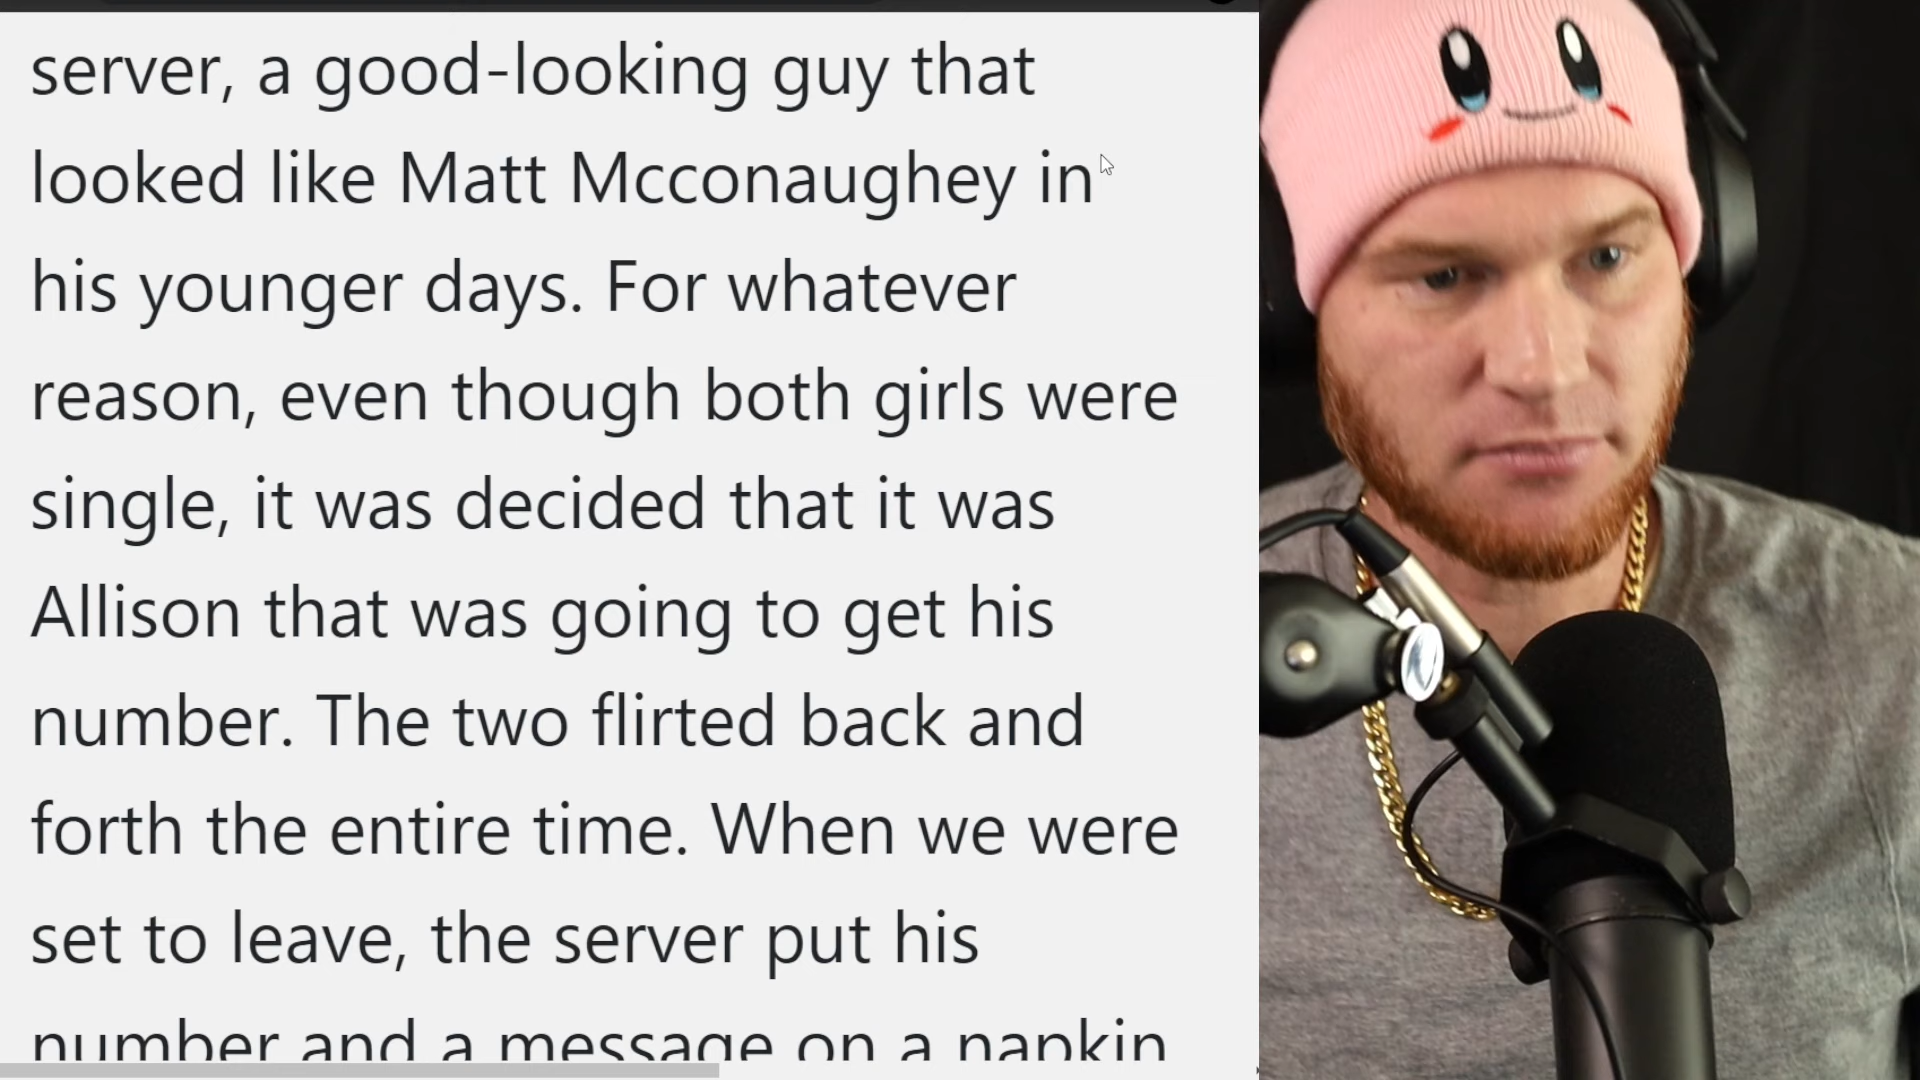 server, a good-looking guy that
looked like Matt Mcconaughey in
his younger days. For whatever
reason, even though both girls were
single, it was decided that it was
Allison that was going to get his
number. The two flirted back and
forth the entire time. When we were
set to leave, the server put his
number and a message on a napkin